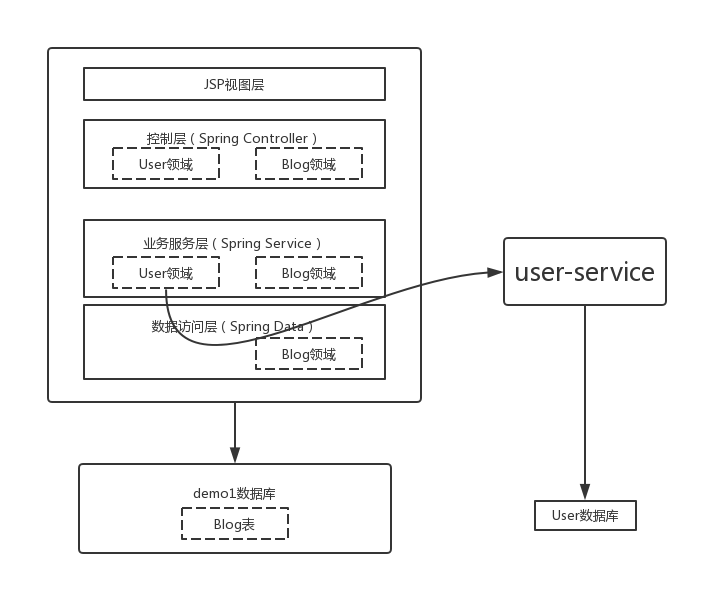 JSP视图层
控制层 ( Spring Controller )
User领域
Blog领域
业务服务层 ( Spring Service )
User领域
Blog领域
数据访问层 ( Spring Data )
Blog领域
user-service
demo1数据库
Blog表
User数据库